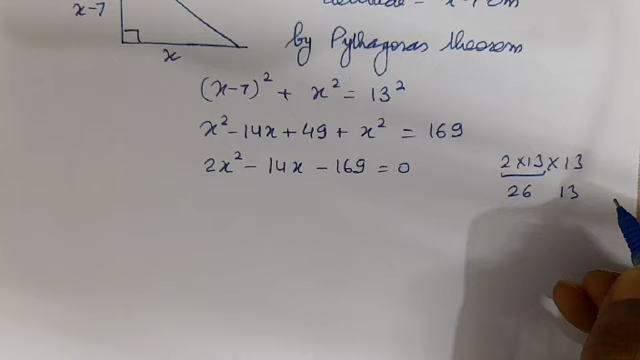 x-7
x
by Pythagoras theorem
(x-7)² + x² = 13²
x² - 14x + 49 + x² = 169
2x² - 14x - 169 = 0
2×13×13
26 13